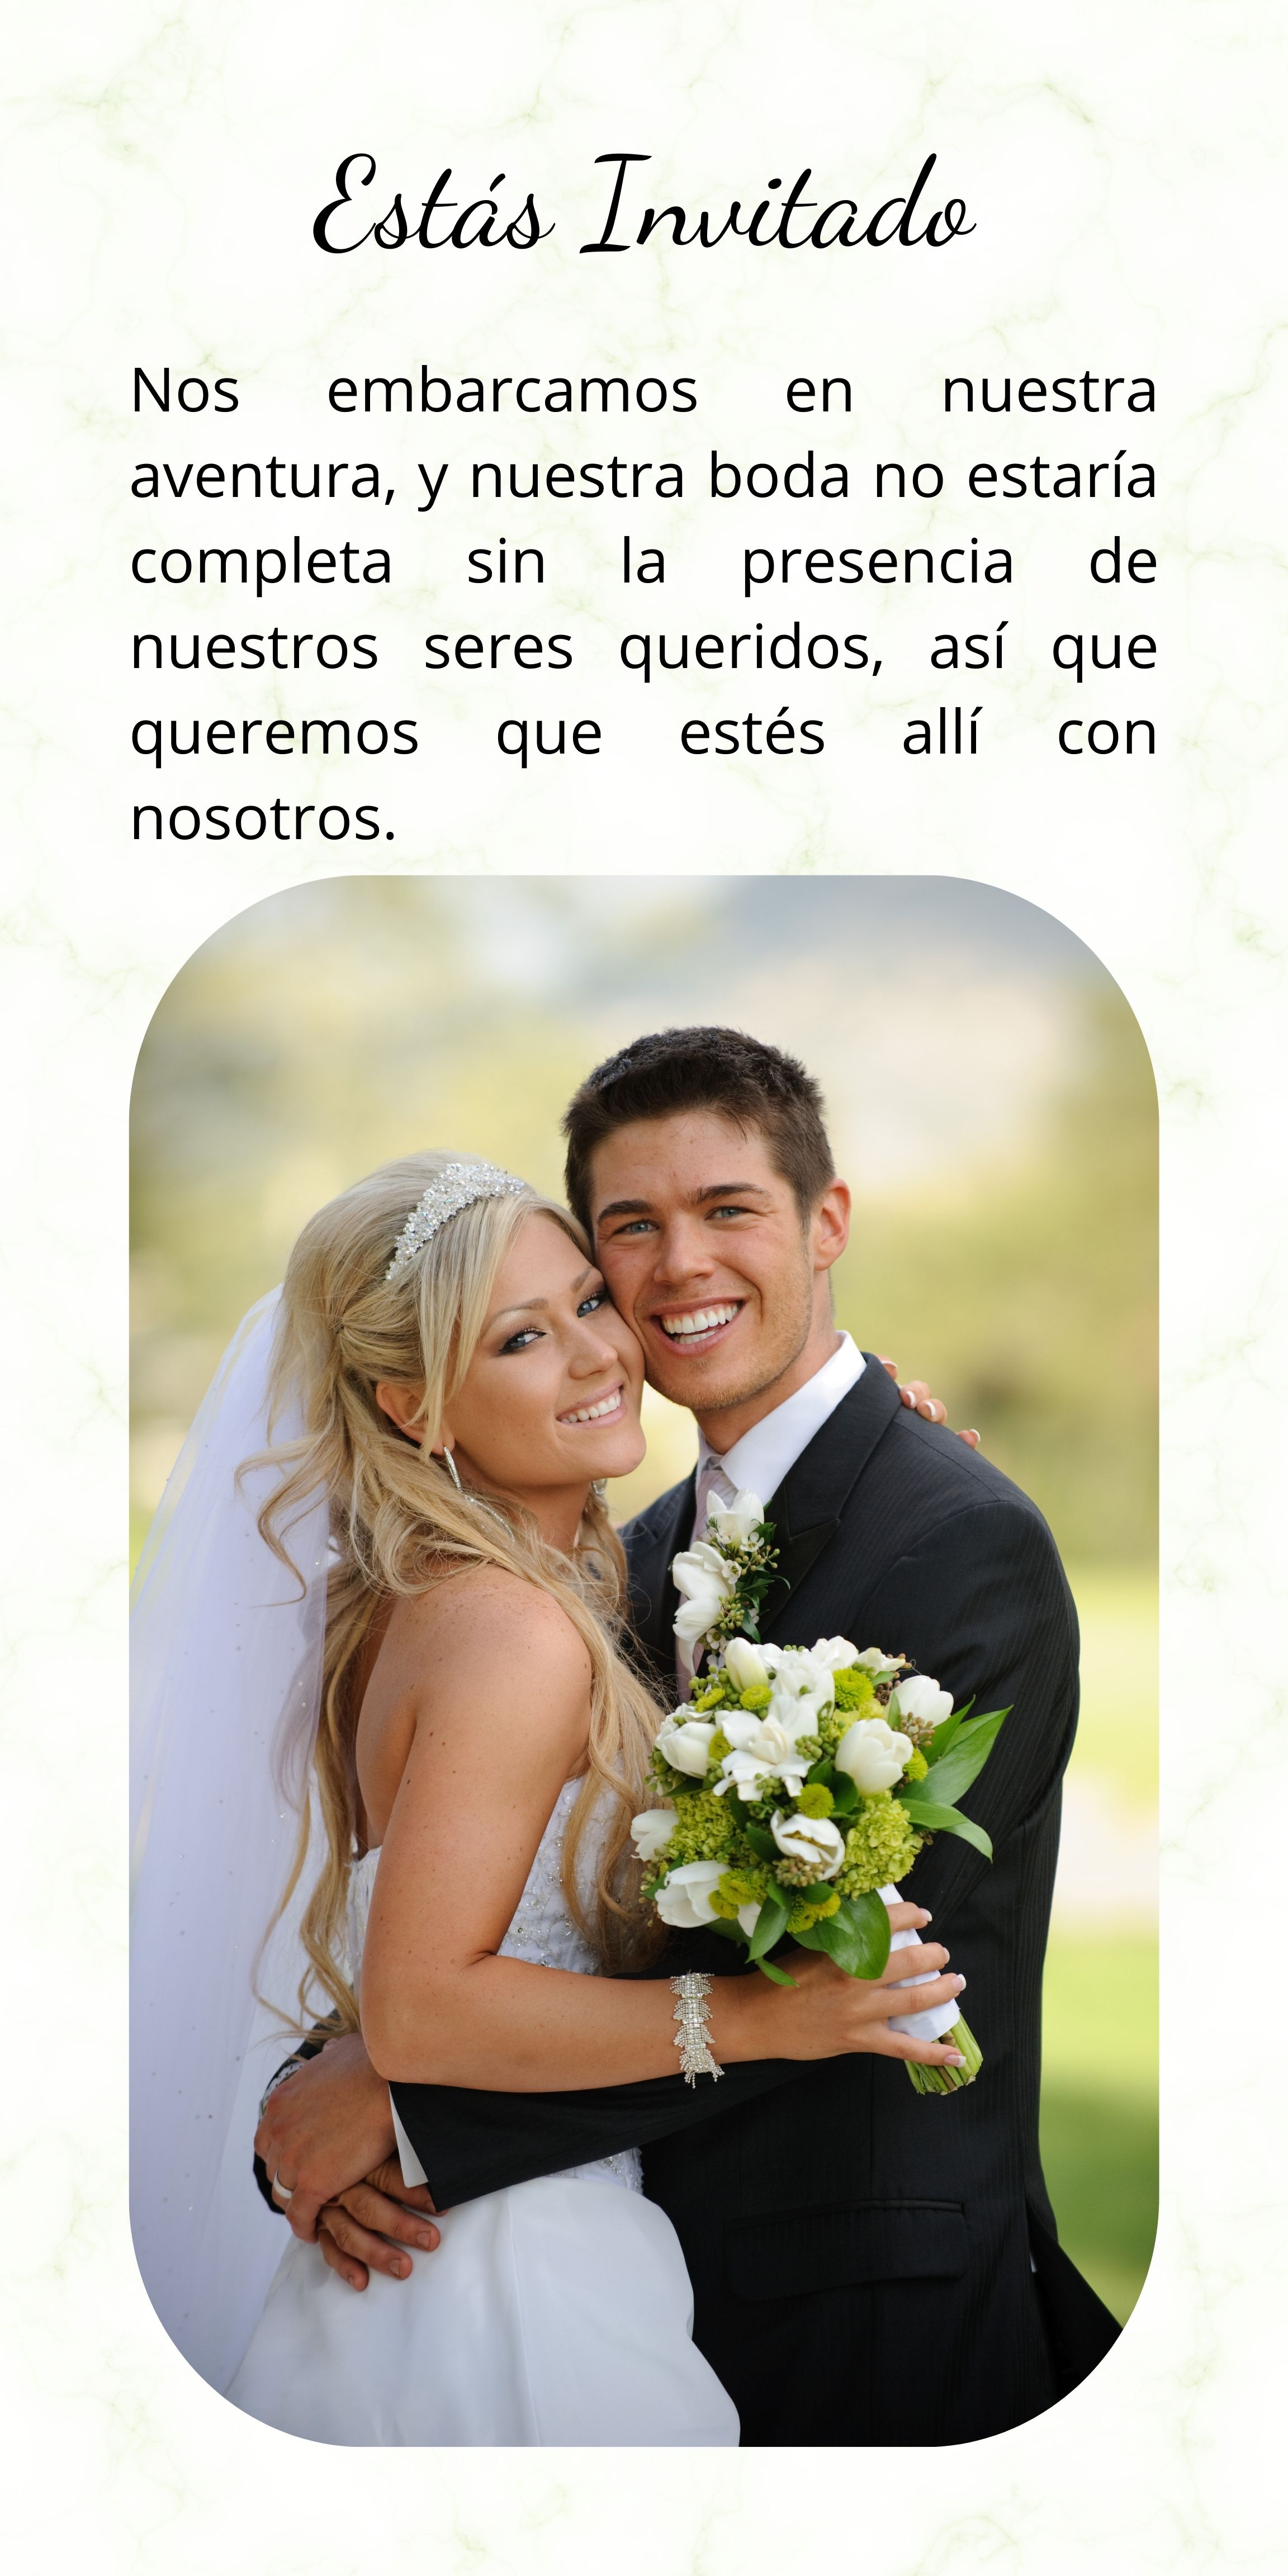 Estás Invitado
Nos embarcamos en nuestra
aventura, y nuestra boda no estaría
completa sin la presencia de
nuestros seres queridos, así que
queremos que estés allí con
nosotros.